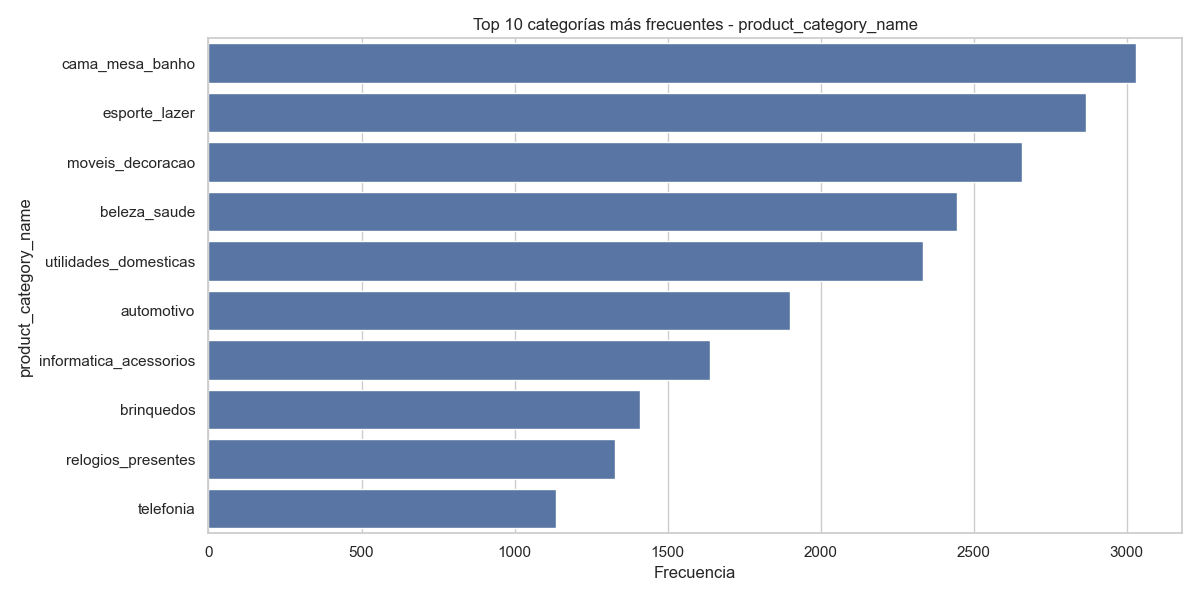 Top 10 categorías más frecuentes - product_category_name
product_category_name
cama_mesa_banho
esporte_lazer
moveis_decoracao
beleza_saude
utilidades_domesticas
automotivo
informatica_acessorios
brinquedos
relogios_presentes
telefonia
0 500 1000 1500 2000 2500 3000
Frecuencia